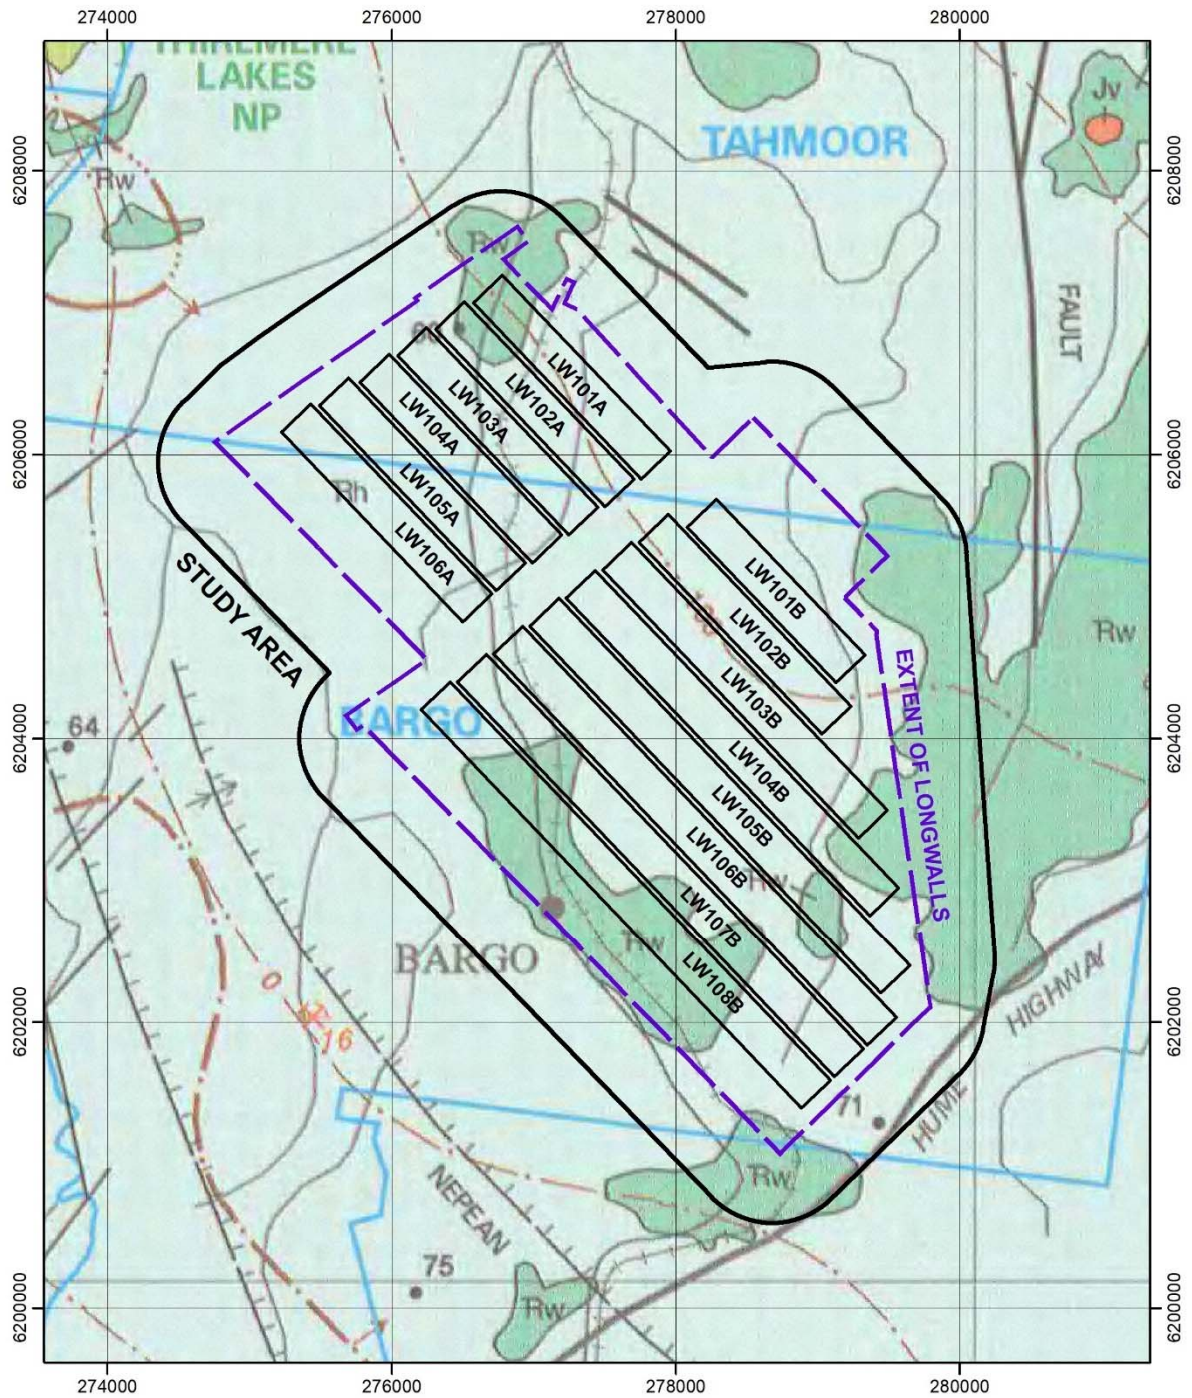 274000
276000
278000
280000
THIRLMERE
LAKES
NP
TAHMOOR
Jv
6208000
6208000
Rw
Rw
FAULT
LW101A
LW102A
LW103A
LW104A
LW105A
LW106A
6206000
6206000
Rh
STUDY AREA
LW101B
LW102B
LW103B
LW104B
LW105B
LW106B
LW107B
LW108B
EXTENT OF LONGWALLS
Rw
64
BARGO
6204000
6204000
Rw
BARGO
Rw
0
16
6202000
6202000
HUME
HIGHWAY
71
Rw
NEPEAN
75
Rw
6200000
6200000
274000
276000
278000
280000